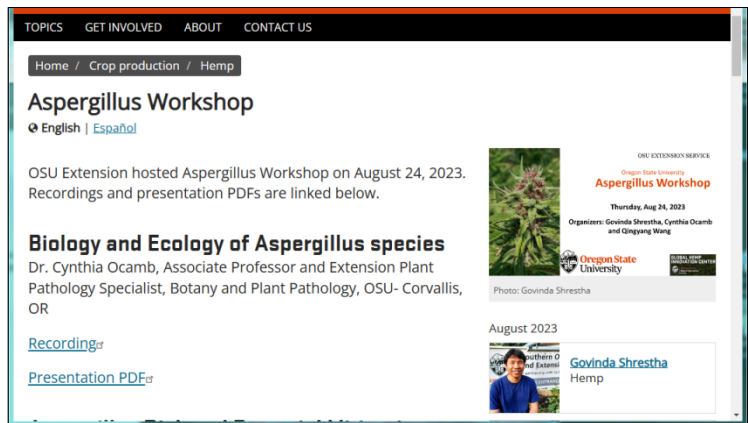 TOPICS GET INVOLVED ABOUT CONTACT US
Home / Crop production / Hemp
Aspergillus Workshop
English | Español
OSU Extension hosted Aspergillus Workshop on August 24, 2023.
Recordings and presentation PDFs are linked below.
Biology and Ecology of Aspergillus species
Dr. Cynthia Ocamb, Associate Professor and Extension Plant
Pathology Specialist, Botany and Plant Pathology, OSU- Corvallis,
OR
Recording
Presentation PDF
OSU EXTENSION SERVICE
Oregon State University
Aspergillus Workshop
Thursday, Aug 24, 2023
Organizers: Govinda Shrestha, Cynthia Ocamb
and Qingyang Wang
Oregon State
University
GLOBAL HEMP
INNOVATION CENTER
Photo: Govinda Shrestha
August 2023
Govinda Shrestha
Hemp